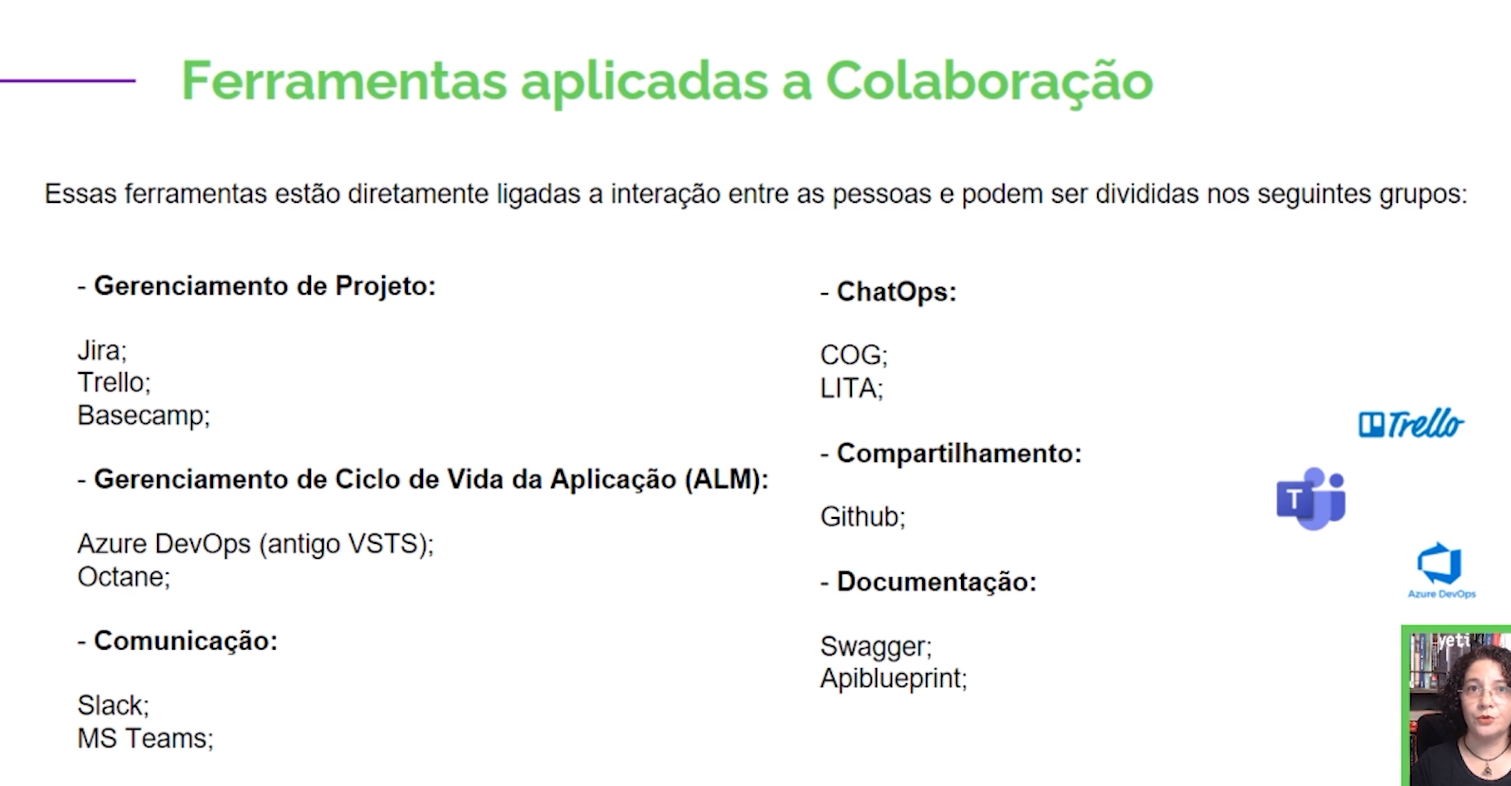 Ferramentas aplicadas a Colaboração
Essas ferramentas estão diretamente ligadas a interação entre as pessoas e podem ser divididas nos seguintes grupos:
- Gerenciamento de Projeto:
Jira;
Trello;
Basecamp;
- Gerenciamento de Ciclo de Vida da Aplicação (ALM):
Azure DevOps (antigo VSTS);
Octane;
- Comunicação:
Slack;
MS Teams;
- ChatOps:
COG;
LITA;
- Compartilhamento:
Github;
- Documentação:
Swagger;
Apiblueprint;
Trello
T
Azure DevOps
yeti